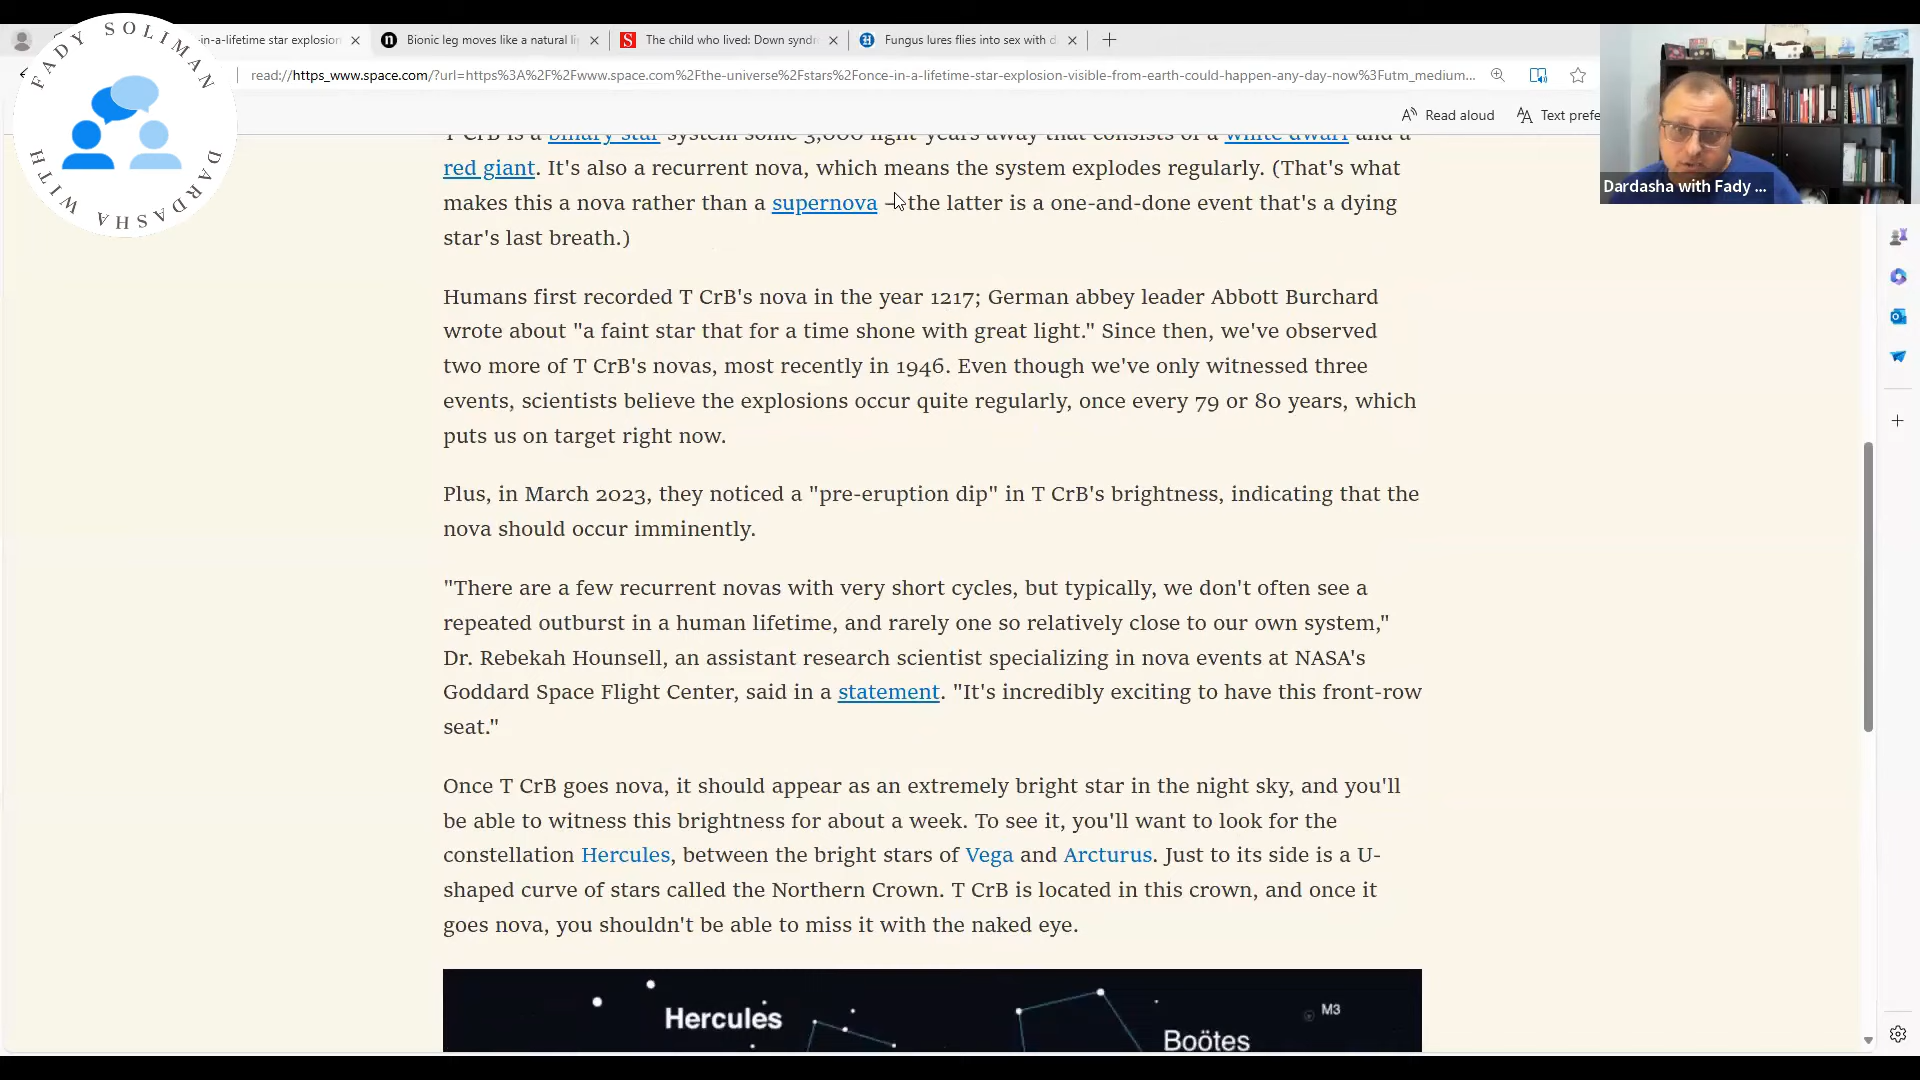 FADY SOLIMAN
DARDASHA WITH
-in-a-lifetime star explosion
Bionic leg moves like a natural li
The child who lived: Down syndr
Fungus lures flies into sex with d
read://https_www.space.com/?url=https%3A%2F%2Fwww.space.com%2Fthe-universe%2Fstars%2Fonce-in-a-lifetime-star-explosion-visible-from-earth-could-happen-any-day-now%3Futm_medium...
Read aloud
Text prefe
Dardasha with Fady ...
T CrB is a binary star system some 3,000 light-years away that consists of a white dwarf and a
red giant. It's also a recurrent nova, which means the system explodes regularly. (That's what
makes this a nova rather than a supernova — the latter is a one-and-done event that's a dying
star's last breath.)
Humans first recorded T CrB's nova in the year 1217; German abbey leader Abbott Burchard
wrote about "a faint star that for a time shone with great light." Since then, we've observed
two more of T CrB's novas, most recently in 1946. Even though we've only witnessed three
events, scientists believe the explosions occur quite regularly, once every 79 or 80 years, which
puts us on target right now.
Plus, in March 2023, they noticed a "pre-eruption dip" in T CrB's brightness, indicating that the
nova should occur imminently.
"There are a few recurrent novas with very short cycles, but typically, we don't often see a
repeated outburst in a human lifetime, and rarely one so relatively close to our own system,"
Dr. Rebekah Hounsell, an assistant research scientist specializing in nova events at NASA's
Goddard Space Flight Center, said in a statement. "It's incredibly exciting to have this front-row
seat."
Once T CrB goes nova, it should appear as an extremely bright star in the night sky, and you'll
be able to witness this brightness for about a week. To see it, you'll want to look for the
constellation Hercules, between the bright stars of Vega and Arcturus. Just to its side is a U-
shaped curve of stars called the Northern Crown. T CrB is located in this crown, and once it
goes nova, you shouldn't be able to miss it with the naked eye.
Hercules
M3
Boötes